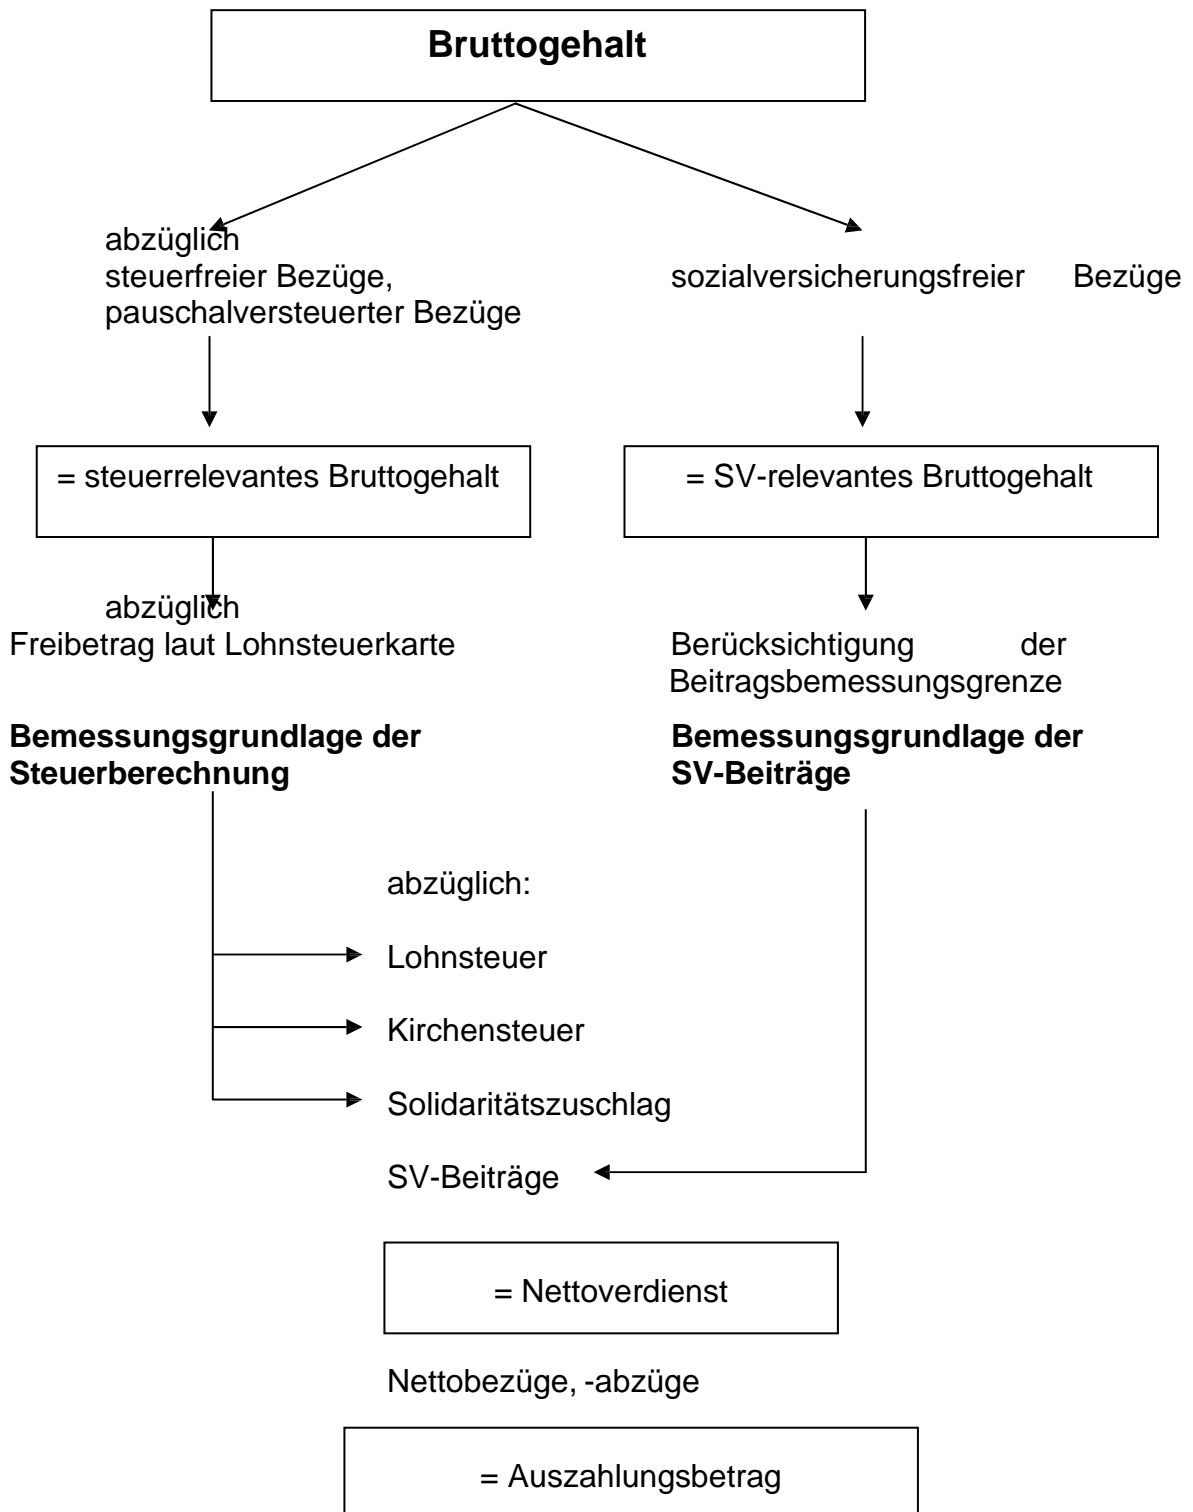 Bruttogehalt
abzüglich
steuerfreier Bezüge,
pauschalversteuerter Bezüge
sozialversicherungsfreier Bezüge
= steuerrelevantes Bruttogehalt
= SV-relevantes Bruttogehalt
abzüglich
Freibetrag laut Lohnsteuerkarte
Berücksichtigung der
Beitragsbemessungsgrenze
Bemessungsgrundlage der
Steuerberechnung
Bemessungsgrundlage der
SV-Beiträge
abzüglich:
Lohnsteuer
Kirchensteuer
Solidaritätszuschlag
SV-Beiträge
= Nettoverdienst
Nettobezüge, -abzüge
= Auszahlungsbetrag